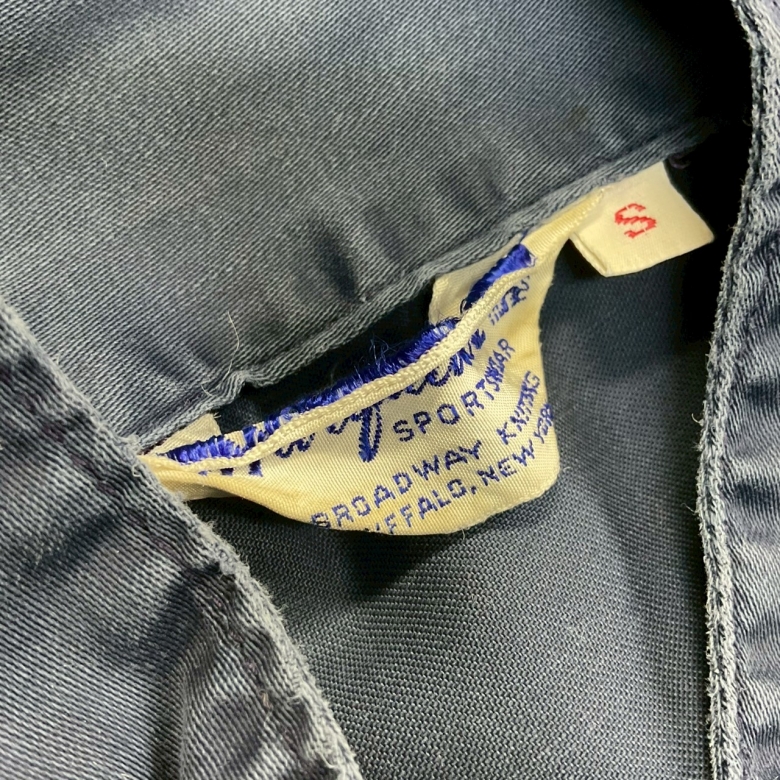 S
SPORTSWEAR
BROADWAY KNITTING
BUFFALO, NEW YORK